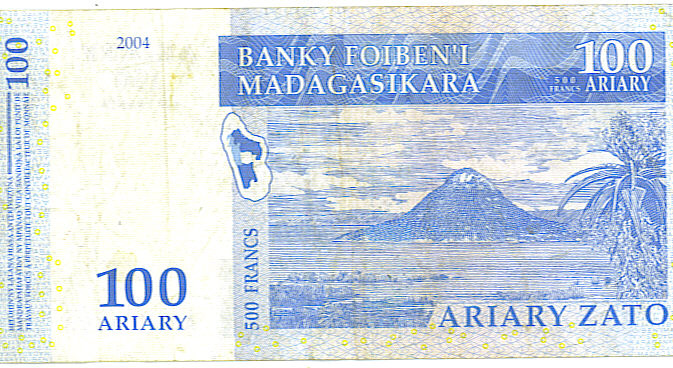 100
2004
BANKY FOIBEN'I
MADAGASIKARA
100
500
FRANCS
ARIARY
500 FRANCS
100
ARIARY
ARIARY ZATO